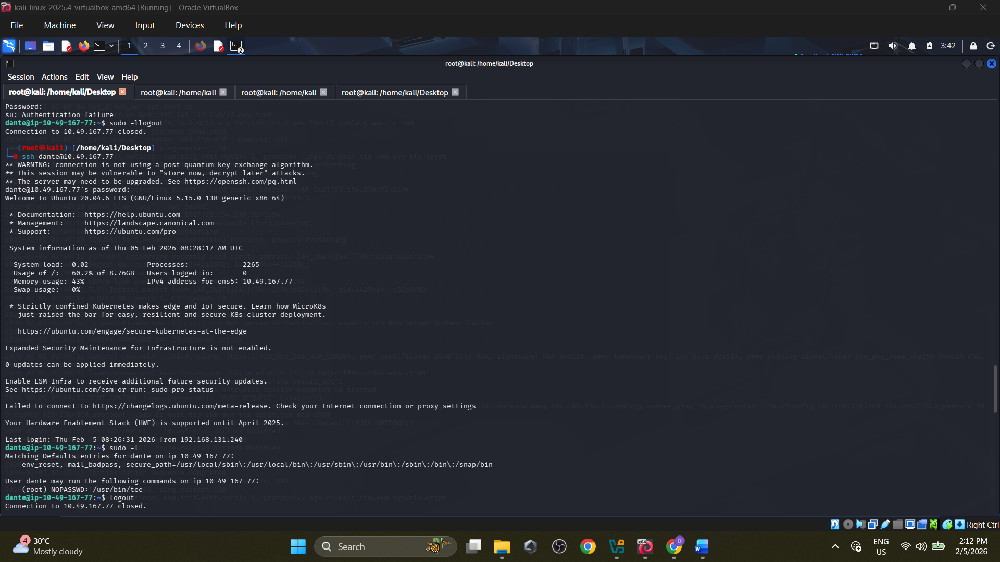 kali-linux-2025.4-virtualbox-amd64 [Running] - Oracle VirtualBox
File Machine View Input Devices Help
1 2 3 4 2 3:42
root@kali: /home/kali/Desktop
Session Actions Edit View Help
root@kali: /home/kali/Desktop root@kali: /home/kali root@kali: /home/kali root@kali: /home/kali/Desktop
Password:
su: Authentication failure
dante@ip-10-49-167-77:~$ sudo -llogout
Connection to 10.49.167.77 closed.
┌──(root㉿kali)-[/home/kali/Desktop]
└─# ssh dante@10.49.167.77
** WARNING: connection is not using a post-quantum key exchange algorithm.
** This session may be vulnerable to "store now, decrypt later" attacks.
** The server may need to be upgraded. See https://openssh.com/pq.html
dante@10.49.167.77's password:
Welcome to Ubuntu 20.04.6 LTS (GNU/Linux 5.15.0-138-generic x86_64)
* Documentation: https://help.ubuntu.com
* Management: https://landscape.canonical.com
* Support: https://ubuntu.com/pro
System information as of Thu 05 Feb 2026 08:28:17 AM UTC
System load: 0.02 Processes: 2265
Usage of /: 60.2% of 8.76GB Users logged in: 0
Memory usage: 43% IPv4 address for ens5: 10.49.167.77
Swap usage: 0%
* Strictly confined Kubernetes makes edge and IoT secure. Learn how MicroK8s
just raised the bar for easy, resilient and secure K8s cluster deployment.
https://ubuntu.com/engage/secure-kubernetes-at-the-edge
Expanded Security Maintenance for Infrastructure is not enabled.
0 updates can be applied immediately.
Enable ESM Infra to receive additional future security updates.
See https://ubuntu.com/esm or run: sudo pro status
Failed to connect to https://changelogs.ubuntu.com/meta-release. Check your Internet connection or proxy settings
Your Hardware Enablement Stack (HWE) is supported until April 2025.
Last login: Thu Feb 5 08:26:31 2026 from 192.168.131.240
dante@ip-10-49-167-77:~$ sudo -l
Matching Defaults entries for dante on ip-10-49-167-77:
env_reset, mail_badpass, secure_path=/usr/local/sbin\:/usr/local/bin\:/usr/sbin\:/usr/bin\:/sbin\:/bin\:/snap/bin
User dante may run the following commands on ip-10-49-167-77:
(root) NOPASSWD: /usr/bin/tee
dante@ip-10-49-167-77:~$ logout
Connection to 10.49.167.77 closed.
Right Ctrl
4 30°C
Mostly cloudy
Search
ENG
US
2:12 PM
2/5/2026